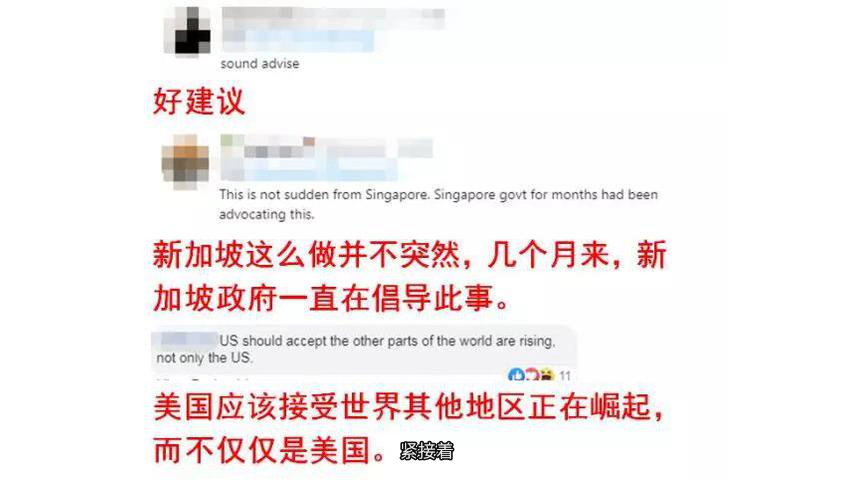 sound advise
好建议
This is not sudden from Singapore. Singapore govt for months had been
advocating this.
新加坡这么做并不突然，几个月来，新
加坡政府一直在倡导此事。
US should accept the other parts of the world are rising,
not only the US.
11
美国应该接受世界其他地区正在崛起，
而不仅仅是美国。紧接着